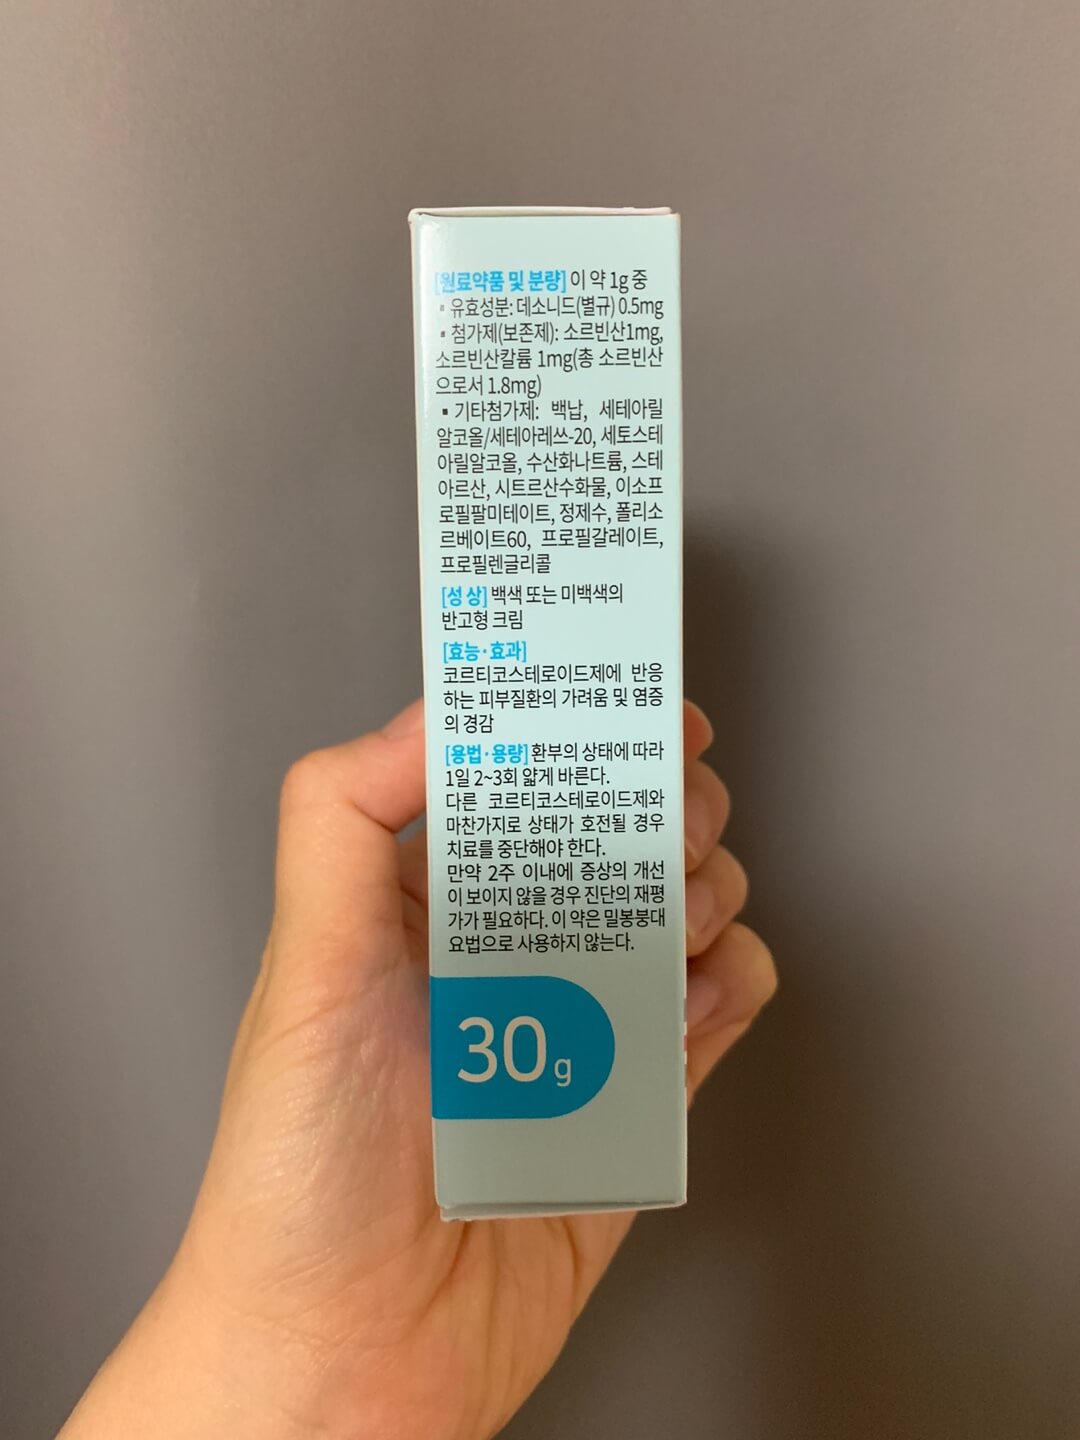 [원료약품 및 분량] 이 약 1g 중
▪ 유효성분: 데소니드(별규) 0.5mg
▪ 첨가제(보존제): 소르빈산1mg,
소르빈산칼륨 1mg(총 소르빈산
으로서 1.8mg)
▪ 기타첨가제: 백납, 세테아릴
알코올/세테아레쓰-20, 세토스테
아릴알코올, 수산화나트륨, 스테
아르산, 시트르산수화물, 이소프
로필팔미테이트, 정제수, 폴리소
르베이트60, 프로필갈레이트,
프로필렌글리콜
[성 상] 백색 또는 미백색의
반고형 크림
[효능·효과]
코르티코스테로이드제에 반응
하는 피부질환의 가려움 및 염증
의 경감
[용법·용량] 환부의 상태에 따라
1일 2~3회 얇게 바른다.
다른 코르티코스테로이드제와
마찬가지로 상태가 호전될 경우
치료를 중단해야 한다.
만약 2주 이내에 증상의 개선
이 보이지 않을 경우 진단의 재평
가가 필요하다. 이 약은 밀봉붕대
요법으로 사용하지 않는다.
30g